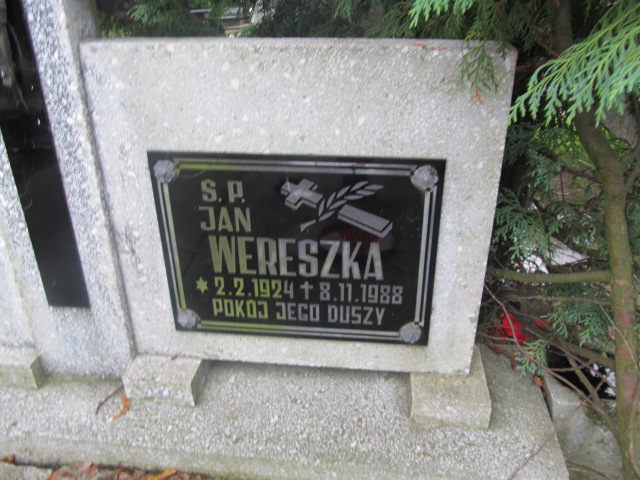 Ś. P.
JAN
WERESZKA
* 2.2.1924 + 8.11.1988
POKÓJ JEGO DUSZY